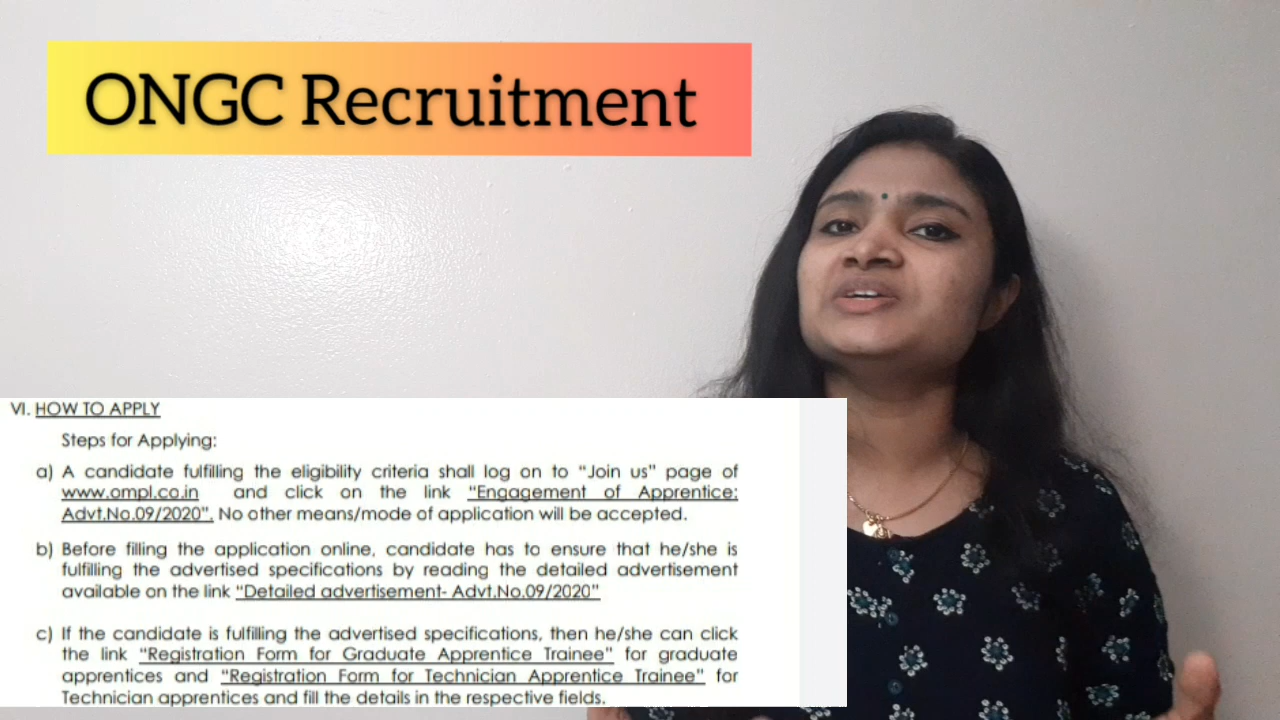 ONGC Recruitment
VI. HOW TO APPLY
Steps for Applying:
a) A candidate fulfilling the eligibility criteria shall log on to “Join us” page of
www.ompl.co.in and click on the link “Engagement of Apprentice:
Advt.No.09/2020”. No other means/mode of application will be accepted.
b) Before filling the application online, candidate has to ensure that he/she is
fulfilling the advertised specifications by reading the detailed advertisement
available on the link “Detailed advertisement- Advt.No.09/2020”
c) If the candidate is fulfilling the advertised specifications, then he/she can click
the link “Registration Form for Graduate Apprentice Trainee” for graduate
apprentices and “Registration Form for Technician Apprentice Trainee” for
Technician apprentices and fill the details in the respective fields.